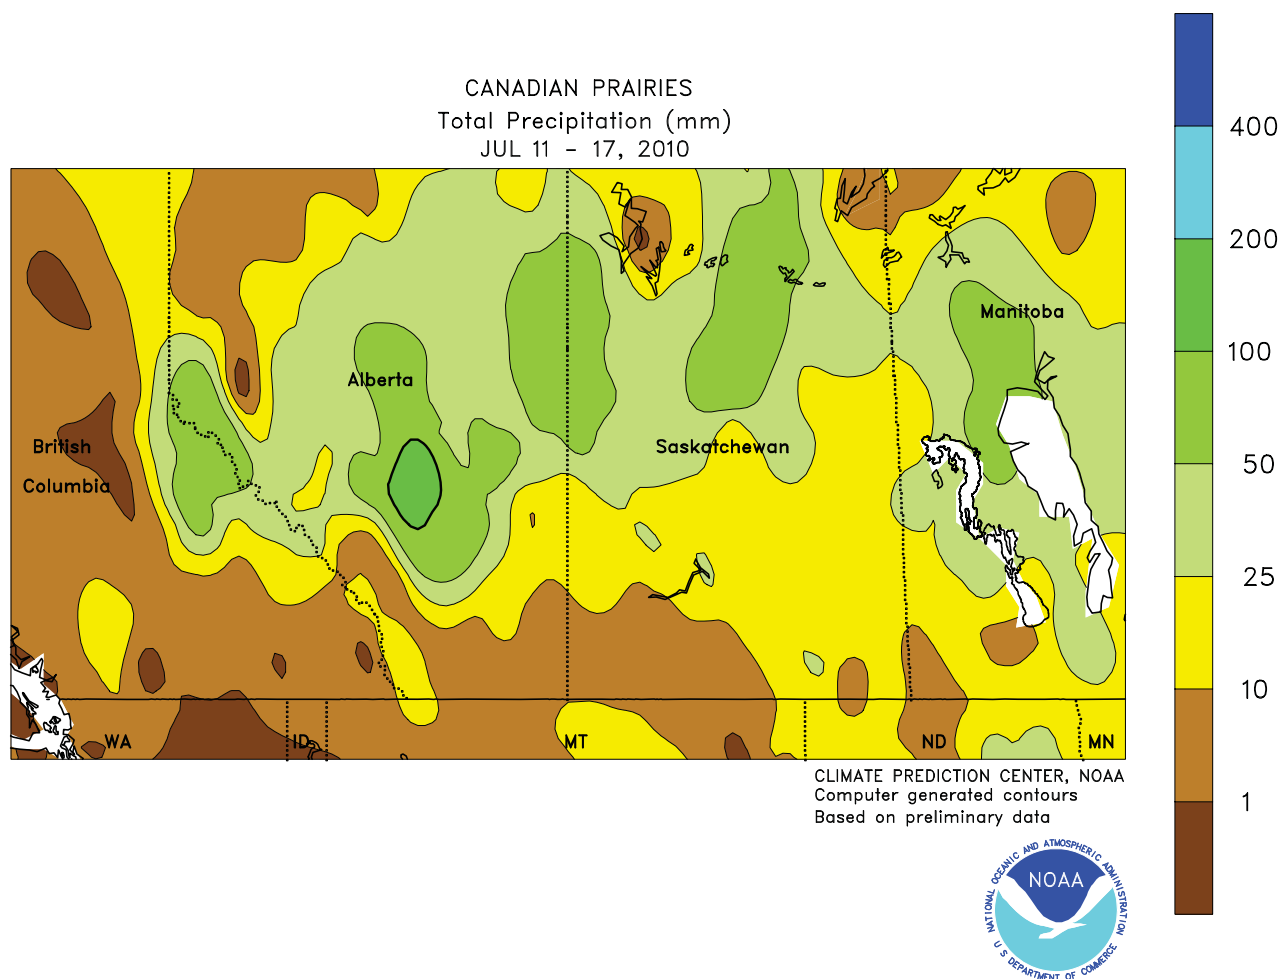 CANADIAN PRAIRIES
Total Precipitation (mm)
JUL 11 - 17, 2010
400
200
100
50
25
10
1
Manitoba
Alberta
British
Columbia
Saskatchewan
WA
ID
MT
ND
MN
CLIMATE PREDICTION CENTER, NOAA
Computer generated contours
Based on preliminary data
NATIONAL OCEANIC AND ATMOSPHERIC ADMINISTRATION
NOAA
U S DEPARTMENT OF COMMERCE